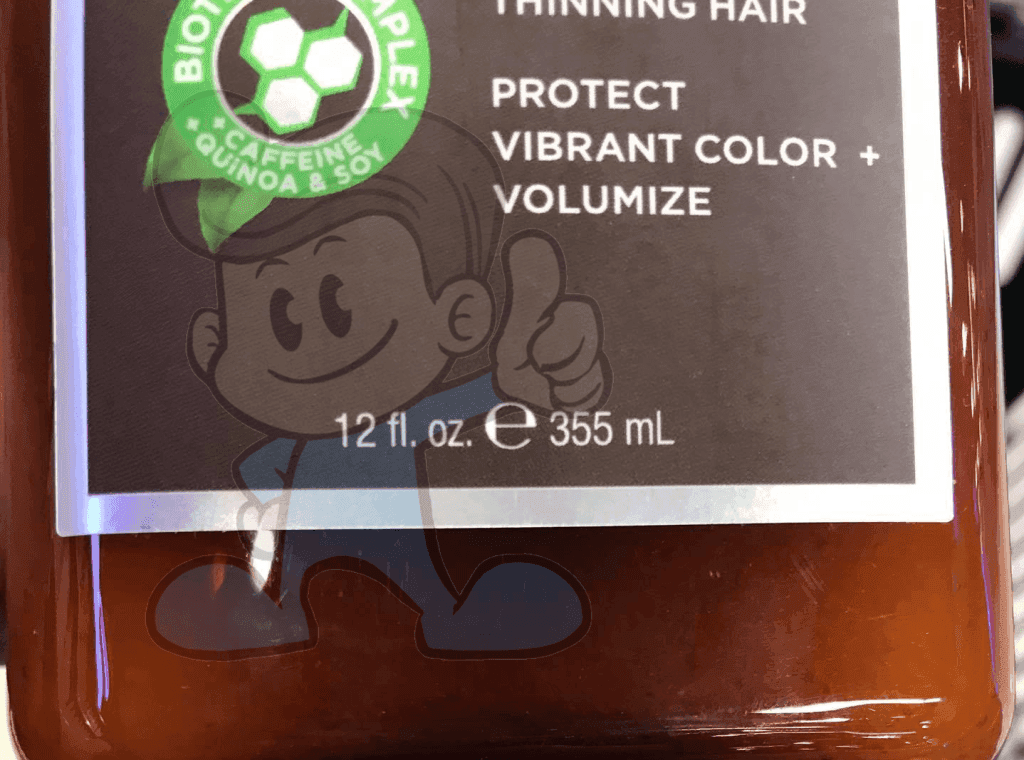 THINNING HAIR
PROTECT
VIBRANT COLOR +
VOLUMIZE
+ CAFFEINE +
QUINOA & SOY
12 fl. oz. ℮ 355 mL